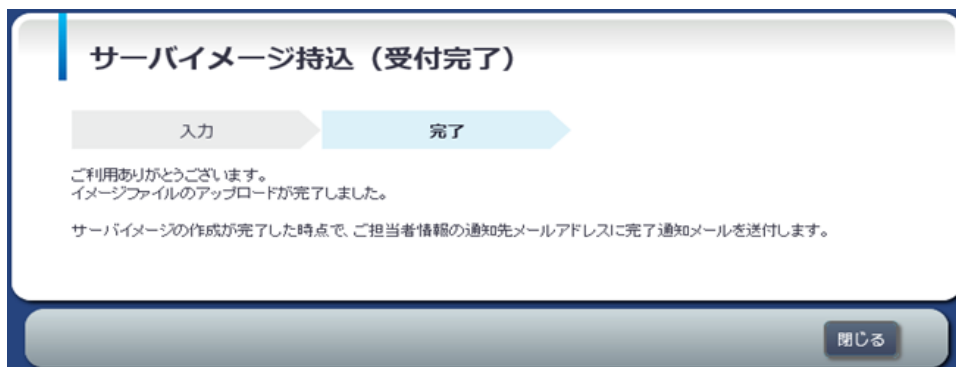 サーバイメージ持込（受付完了）
入力
完了
ご利用ありがとうございます。
イメージファイルのアップロードが完了しました。
サーバイメージの作成が完了した時点で、ご担当者情報の通知先メールアドレスに完了通知メールを送付します。
閉じる